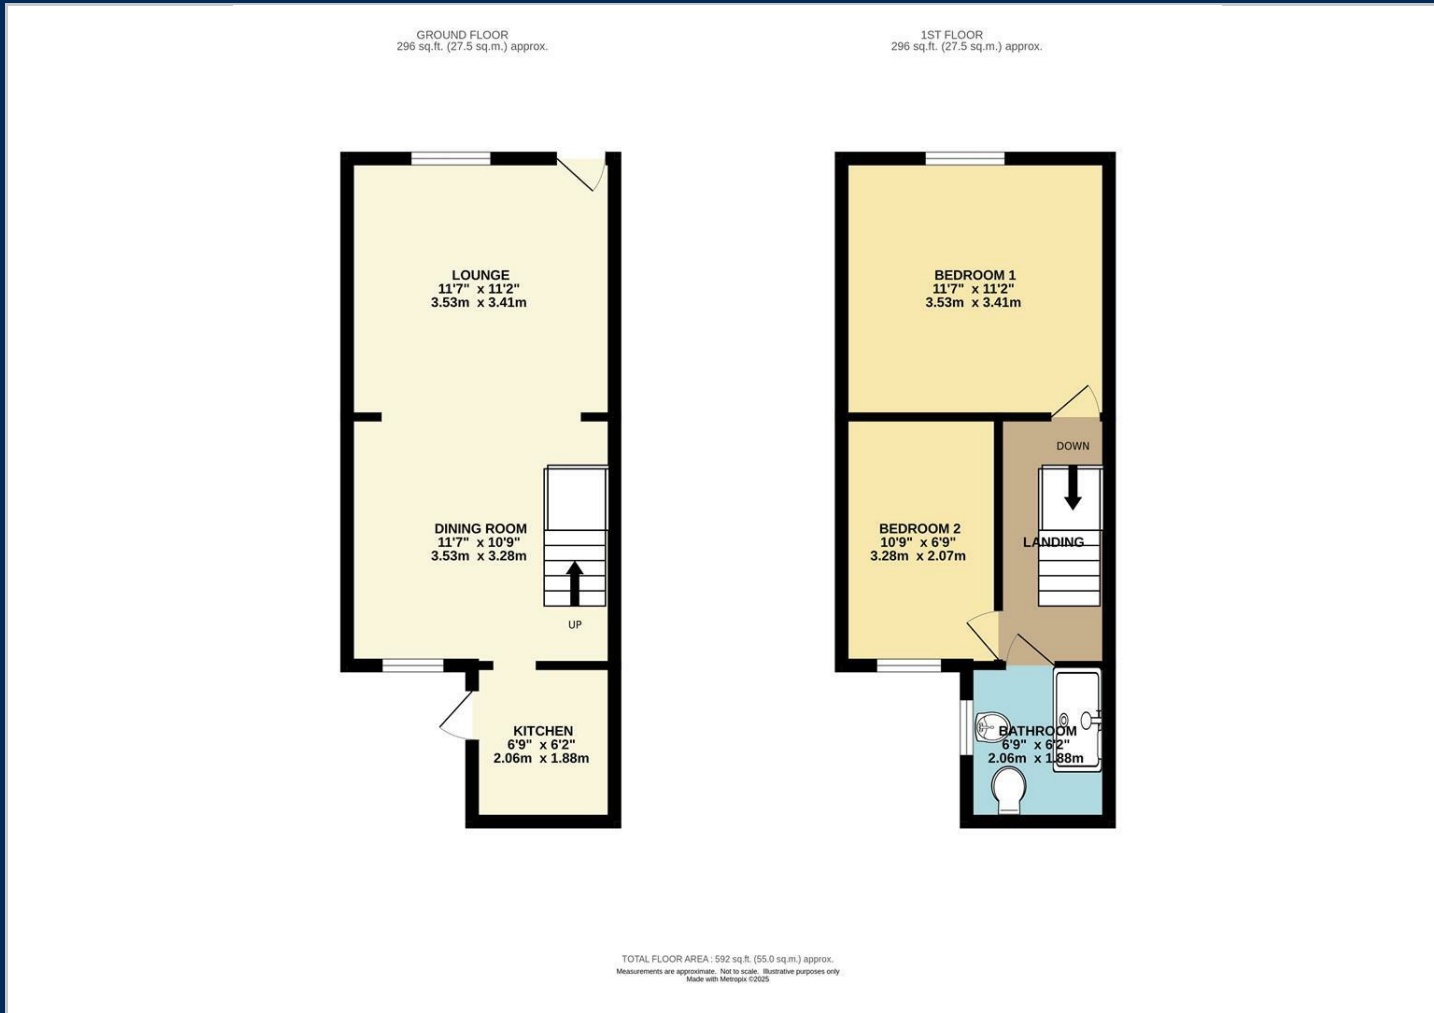 GROUND FLOOR
296 sq.ft. (27.5 sq.m.) approx.
LOUNGE
11'7" x 11'2"
3.53m x 3.41m
DINING ROOM
11'7" x 10'9"
3.53m x 3.28m
UP
KITCHEN
6'9" x 6'2"
2.06m x 1.88m
1ST FLOOR
296 sq.ft. (27.5 sq.m.) approx.
BEDROOM 1
11'7" x 11'2"
3.53m x 3.41m
DOWN
BEDROOM 2
10'9" x 6'9"
3.28m x 2.07m
LANDING
BATHROOM
6'9" x 6'2"
2.06m x 1.88m
TOTAL FLOOR AREA : 592 sq.ft. (55.0 sq.m.) approx.
Measurements are approximate. Not to scale. Illustrative purposes only
Made with Metropix ©2025